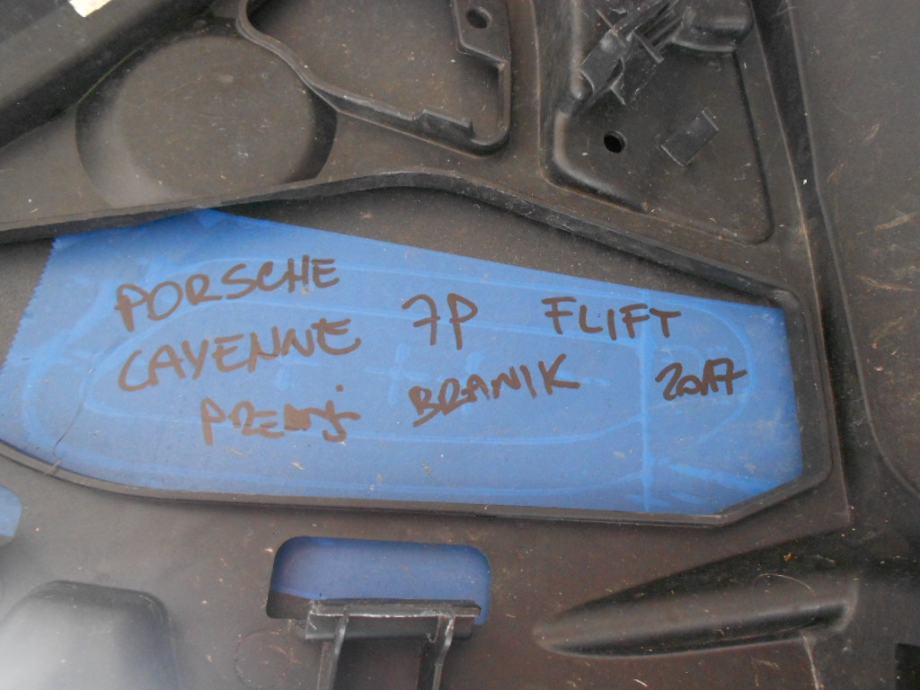 PORSCHE
CAYENNE 7P FLIFT
PREDNJI BRANIK 2017